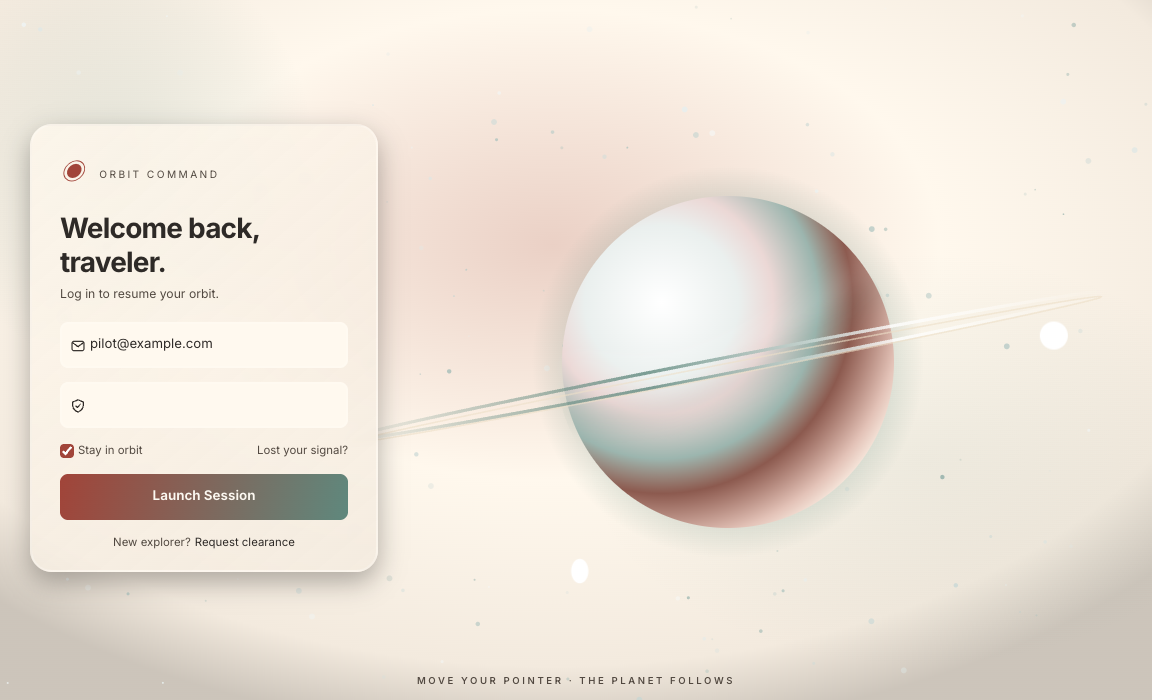 ORBIT COMMAND
Welcome back,
traveler.
Log in to resume your orbit.
pilot@example.com
Stay in orbit
Lost your signal?
Launch Session
New explorer? Request clearance
MOVE YOUR POINTER · THE PLANET FOLLOWS